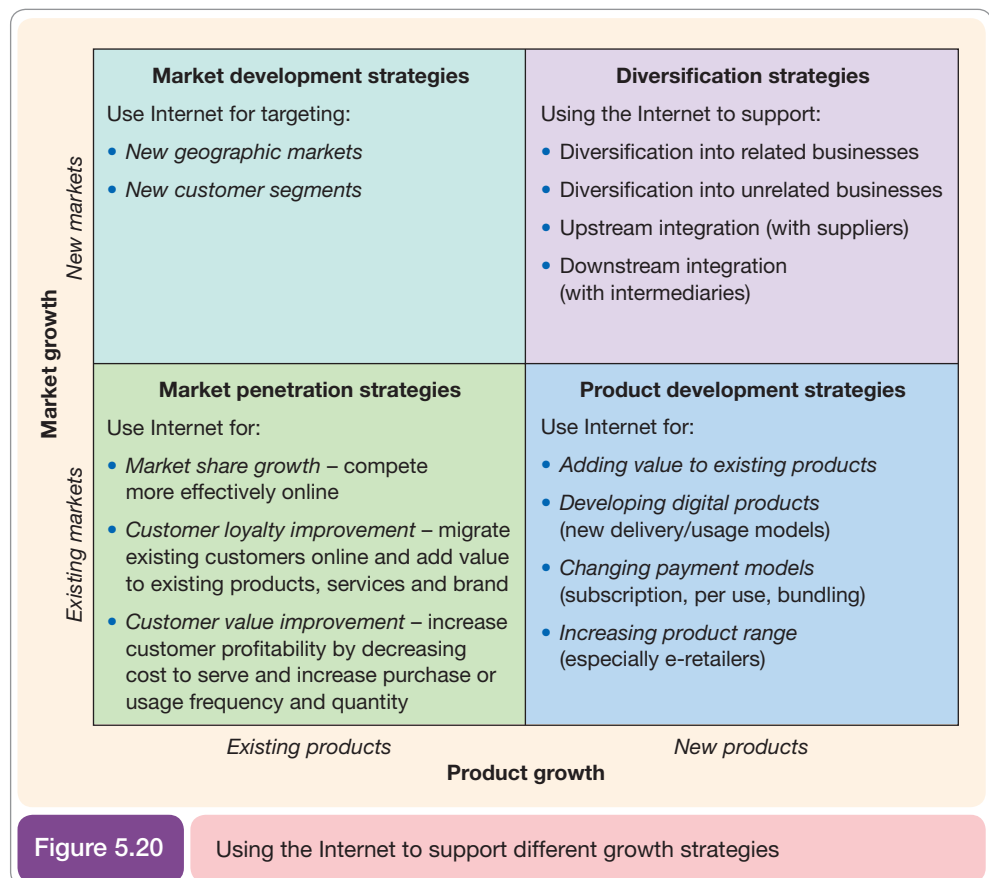 Market development strategies
Use Internet for targeting:
• New geographic markets
• New customer segments
Diversification strategies
Using the Internet to support:
• Diversification into related businesses
• Diversification into unrelated businesses
• Upstream integration (with suppliers)
• Downstream integration
(with intermediaries)
New markets
Market growth
Existing markets
Market penetration strategies
Use Internet for:
• Market share growth – compete
more effectively online
• Customer loyalty improvement – migrate
existing customers online and add value
to existing products, services and brand
• Customer value improvement – increase
customer profitability by decreasing
cost to serve and increase purchase or
usage frequency and quantity
Product development strategies
Use Internet for:
• Adding value to existing products
• Developing digital products
(new delivery/usage models)
• Changing payment models
(subscription, per use, bundling)
• Increasing product range
(especially e-retailers)
Existing products
New products
Product growth
Figure 5.20
Using the Internet to support different growth strategies